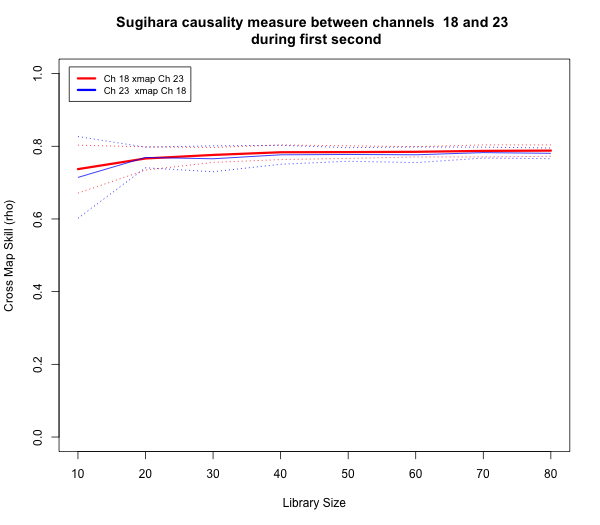 Sugihara causality measure between channels  18 and 23
during first second
Ch 18 xmap Ch 23
Ch 23  xmap Ch 18
Cross Map Skill (rho)
1.0
0.8
0.6
0.4
0.2
0.0
10 20 30 40 50 60 70 80
Library Size